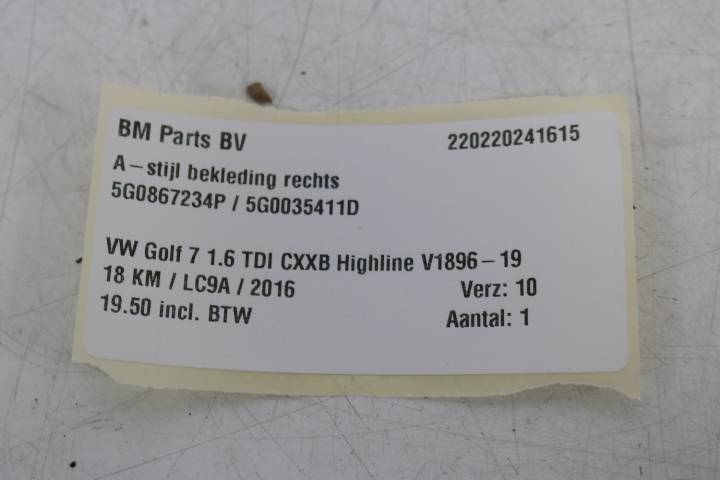 BM Parts BV 220220241615
A-stijl bekleding rechts
5G0867234P / 5G0035411D
VW Golf 7 1.6 TDI CXXB Highline V1896-19
18 KM / LC9A / 2016 Verz: 10
19.50 incl. BTW Aantal: 1